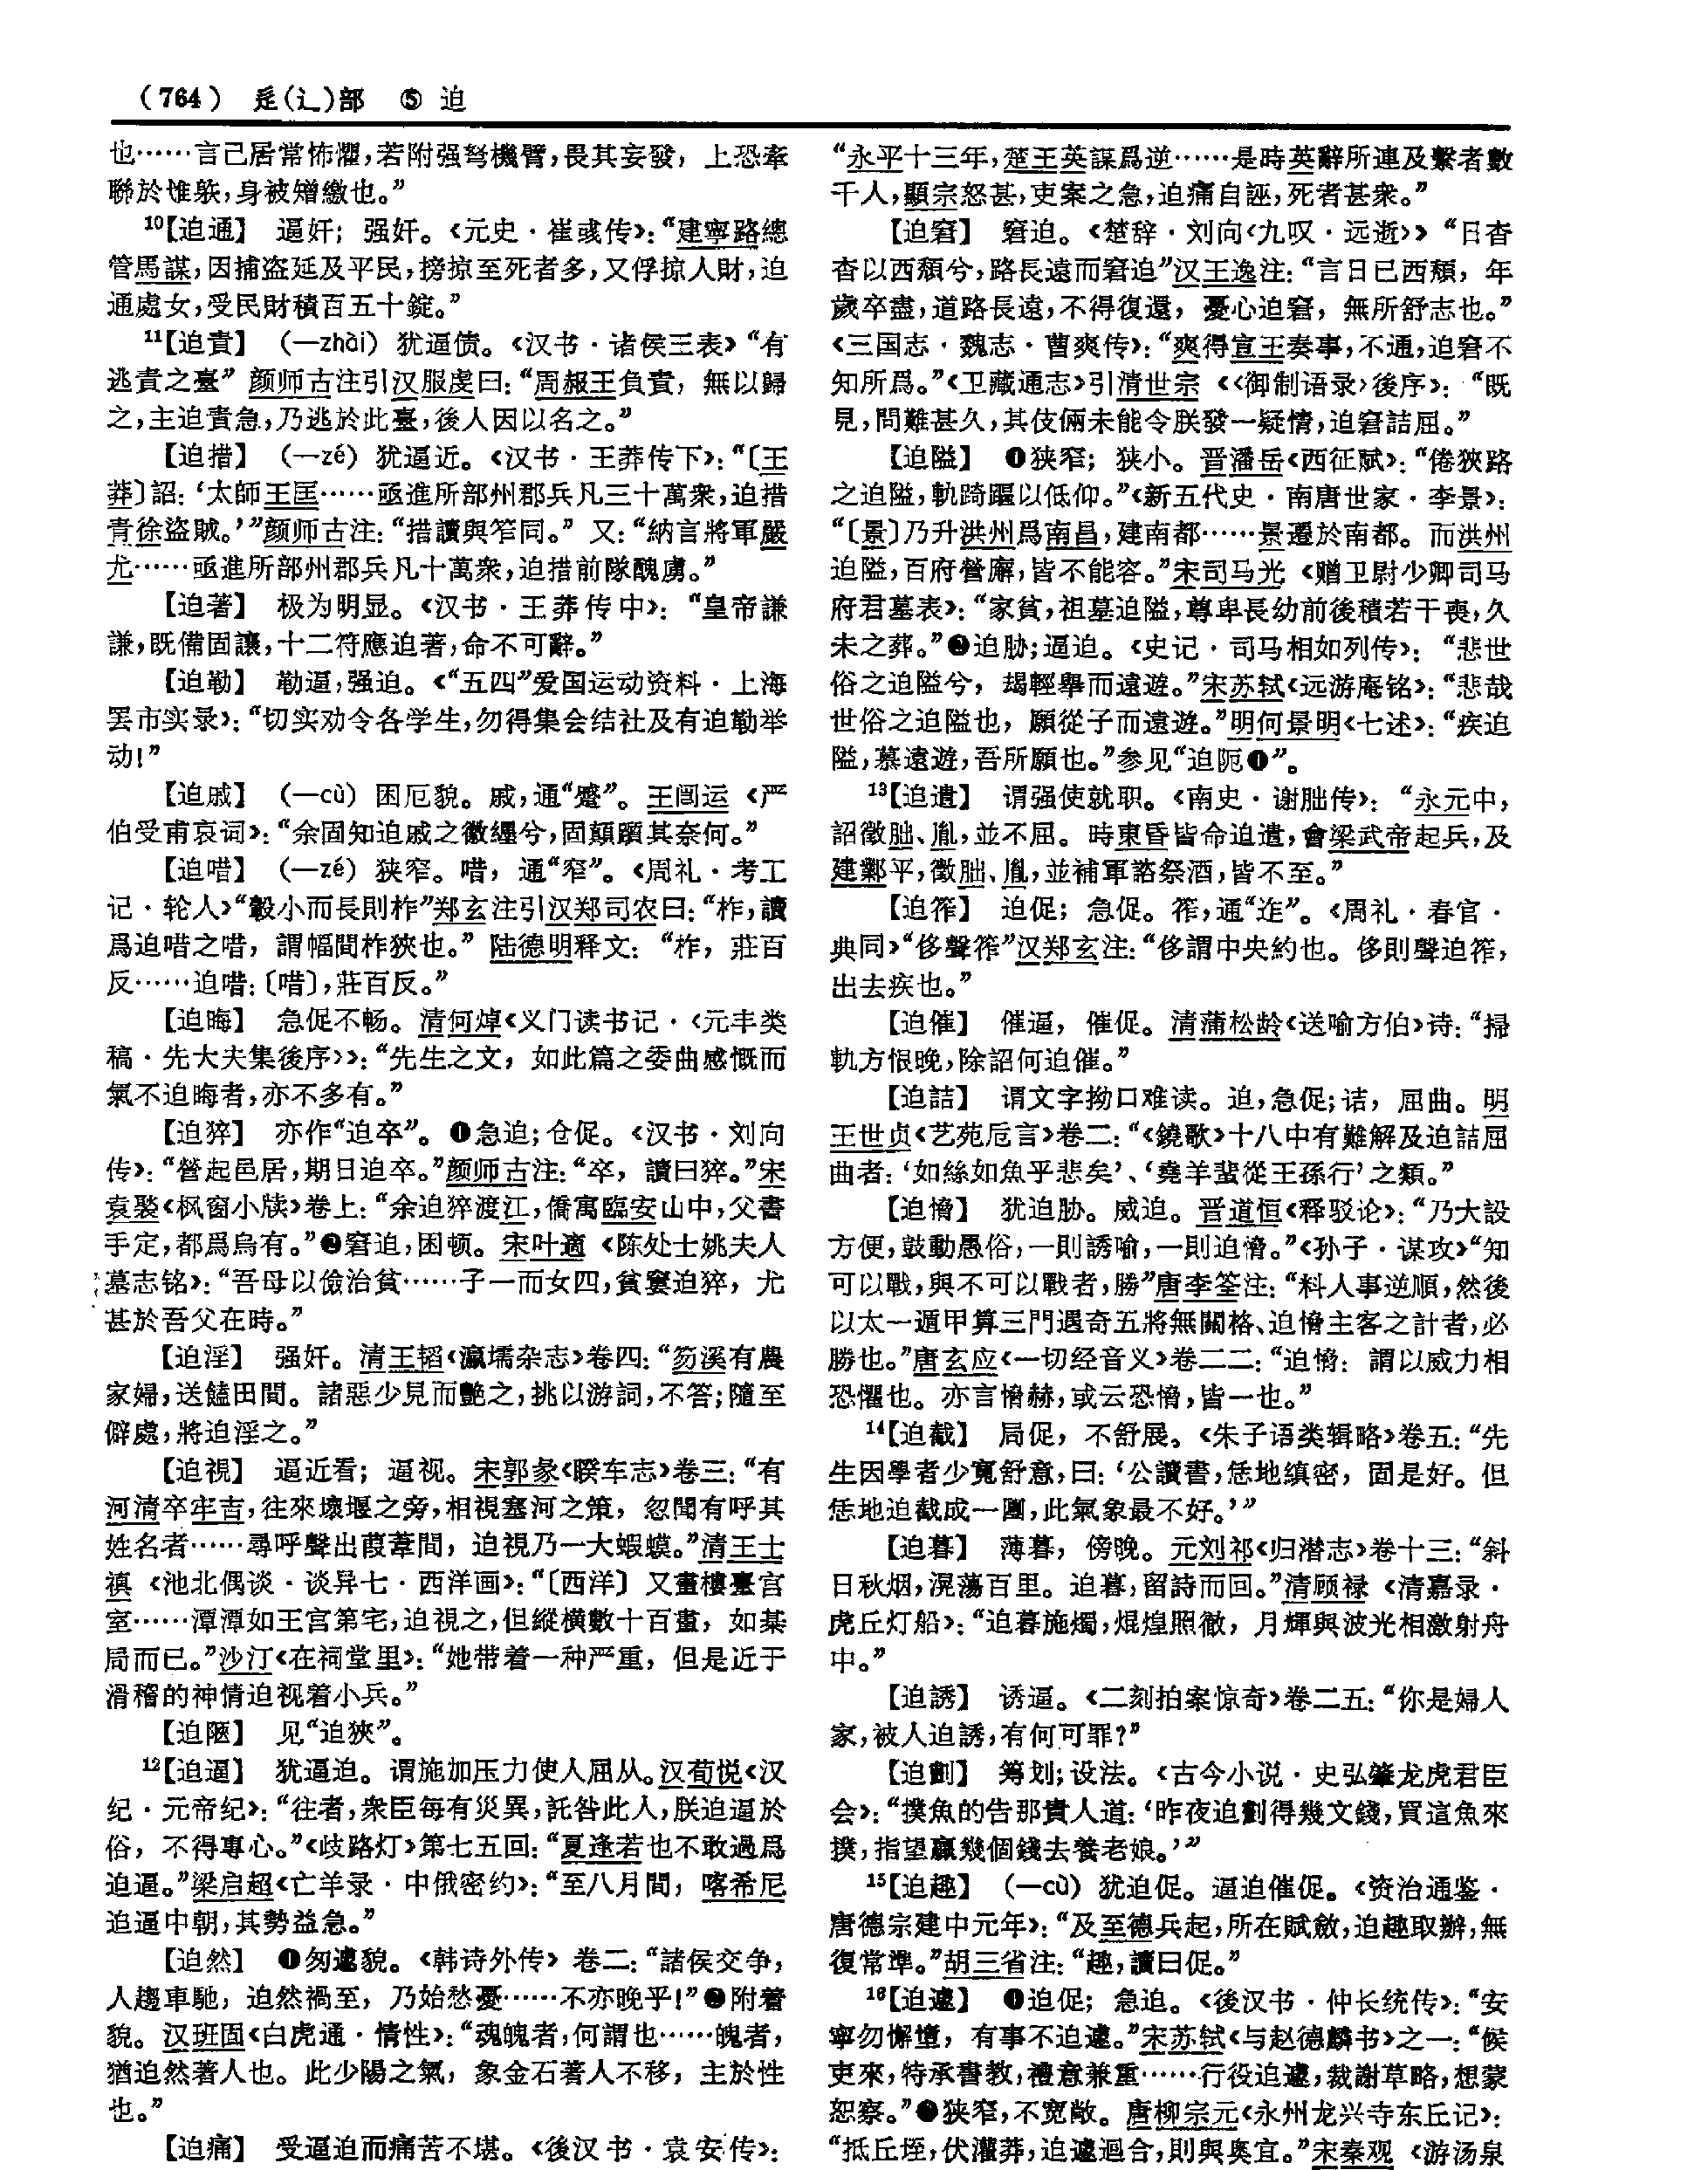 （764） 辵(辶)部 ⑤ 迫
也……言己居常怖懼，若附强弩機臂，畏其妄發，上恐牽
聯於惟䠶，身被矰繳也。”
10【迫通】 逼奸；强奸。《元史·崔彧传》：“建寧路總
管馬謀，因捕盗延及平民，搒掠至死者多，又俘掠人財，迫
通處女，受民財積百五十錠。”
11【迫責】（—zhài）犹逼债。《汉书·诸侯王表》“有
逃責之臺”颜师古注引汉服虔曰：“周赧王負責，無以歸
之，主迫責急，乃逃於此臺，後人因以名之。”
【迫措】（—zé）犹逼近。《汉书·王莽传下》：“〔王
莽〕詔：‘太師王匡……亟進所部州郡兵凡三十萬衆，迫措
青徐盜賊。’”颜师古注：“措讀與笮同。”又：“納言將軍嚴
尤……亟進所部州郡兵凡十萬衆，迫措前隊醜虜。”
【迫著】 极为明显。《汉书·王莽传中》：“皇帝謙
謙，既備固讓，十二符應迫著，命不可辭。”
【迫勒】 勒逼，强迫。《“五四”爱国运动资料·上海
罢市实录》：“切实劝令各学生，勿得集会结社及有迫勒举
动！”
【迫戚】（—cù）困厄貌。戚，通“蹙”。王闿运《严
伯受甫哀词》：“余固知迫戚之徽纆兮，固顛躓其奈何。”
【迫唶】（—zé）狭窄。唶，通“窄”。《周礼·考工
记·轮人》“轂小而長則柞”郑玄注引汉郑司农曰：“柞，讀
爲迫唶之唶，謂幅間柞狹也。”陆德明释文：“柞，莊百
反……迫唶：〔唶〕，莊百反。”
【迫晦】 急促不畅。清何焯《义门读书记·〈元丰类
稿·先大夫集後序〉》：“先生之文，如此篇之委曲感慨而
氣不迫晦者，亦不多有。”
【迫猝】 亦作“迫卒”。❶急迫；仓促。《汉书·刘向
传》：“營起邑居，期日迫卒。”颜师古注：“卒，讀曰猝。”宋
袁褧《枫窗小牍》卷上：“余迫猝渡江，僑寓臨安山中，父書
手定，都爲烏有。”❷窘迫，困顿。宋叶適《陈处士姚夫人
墓志铭》：“吾母以儉治貧……子一而女四，貧窶迫猝，尤
甚於吾父在時。”
【迫淫】 强奸。清王韬《瀛壖杂志》卷四：“笏溪有農
家婦，送饁田間。諸惡少見而艷之，挑以游詞，不答；隨至
僻處，將迫淫之。”
【迫視】 逼近看；逼视。宋郭彖《睽车志》卷三：“有
河清卒牢吉，往來壞堰之旁，相視塞河之策，忽聞有呼其
姓名者……尋呼聲出葭葦間，迫視乃一大蝦蟆。”清王士
禛《池北偶谈·谈异七·西洋画》：“〔西洋〕又畫樓臺宫
室……潭潭如王宫第宅，迫視之，但縱横數十百畫，如棊
局而已。”沙汀《在祠堂里》：“她带着一种严重，但是近于
滑稽的神情迫视着小兵。”
【迫陿】 见“迫狹”。
12【迫逼】 犹逼迫。谓施加压力使人屈从。汉荀悦《汉
纪·元帝纪》：“往者，衆臣每有災異，託咎此人，朕迫逼於
俗，不得專心。”《歧路灯》第七五回：“夏逢若也不敢過爲
迫逼。”梁启超《亡羊录·中俄密约》：“至八月間，喀希尼
迫逼中朝，其勢益急。”
【迫然】 ❶匆遽貌。《韩诗外传》卷二：“諸侯交争，
人趨車馳，迫然禍至，乃始愁憂……不亦晚乎！”❷附着
貌。汉班固《白虎通·情性》：“魂魄者，何謂也……魄者，
猶迫然著人也。此少陽之氣，象金石著人不移，主於性
也。”
【迫痛】 受逼迫而痛苦不堪。《後汉书·袁安传》：
“永平十三年，楚王英謀爲逆……是時英辭所連及繫者數
千人，顯宗怒甚，吏案之急，迫痛自誣，死者甚衆。”
【迫窘】 窘迫。《楚辞·刘向〈九叹·远逝〉》“日杳
杳以西頹兮，路長遠而窘迫”汉王逸注：“言日已西頹，年
歲卒盡，道路長遠，不得復還，憂心迫窘，無所舒志也。”
《三国志·魏志·曹爽传》：“爽得宣王奏事，不通，迫窘不
知所爲。”《卫藏通志》引清世宗《〈御制语录〉後序》：“既
見，問難甚久，其伎倆未能令朕發一疑情，迫窘詰屈。”
【迫隘】 ❶狭窄；狭小。晋潘岳《西征赋》：“倦狹路
之迫隘，軌踦䠧以低仰。”《新五代史·南唐世家·李景》：
“〔景〕乃升洪州爲南昌，建南都……景遷於南都。而洪州
迫隘，百府營廨，皆不能容。”宋司马光《赠卫尉少卿司马
府君墓表》：“家貧，祖墓迫隘，尊卑長幼前後積若干喪，久
未之葬。”❷迫胁；逼迫。《史记·司马相如列传》：“悲世
俗之迫隘兮，朅輕舉而遠遊。”宋苏轼《远游庵铭》：“悲哉
世俗之迫隘也，願從子而遠遊。”明何景明《七述》：“疾迫
隘，慕遠遊，吾所願也。”参见“迫阨❶”。
13【迫遣】 谓强使就职。《南史·谢朏传》：“永元中，
詔徵朏、胤，並不屈。時東昏皆命迫遣，會梁武帝起兵，及
建鄴平，徵朏、胤，並補軍諮祭酒，皆不至。”
【迫筰】 迫促；急促。筰，通“迮”。《周礼·春官·
典同》“侈聲筰”汉郑玄注：“侈謂中央約也。侈則聲迫筰，
出去疾也。”
【迫催】 催逼，催促。清蒲松龄《送喻方伯》诗：“掃
軌方恨晚，除詔何迫催。”
【迫詰】 谓文字拗口难读。迫，急促；诘，屈曲。明
王世贞《艺苑卮言》卷二：“《鐃歌》十八中有難解及迫詰屈
曲者：‘如絲如魚乎悲矣’、‘堯羊蜚從王孫行’之類。”
【迫憎】 犹迫胁。威迫。晋道恒《释驳论》：“乃大設
方便，鼓動愚俗，一則誘喻，一則迫憎。”《孙子·谋攻》“知
可以戰，與不可以戰者，勝”唐李筌注：“料人事逆順，然後
以太一遁甲算三門遇奇五將無關格、迫憎主客之計者，必
勝也。”唐玄应《一切经音义》卷二二：“迫憎：謂以威力相
恐懼也。亦言憎赫，或云恐憎，皆一也。”
14【迫截】 局促，不舒展。《朱子语类辑略》卷五：“先
生因學者少寬舒意，曰：‘公讀書，恁地縝密，固是好。但
恁地迫截成一團，此氣象最不好。’”
【迫暮】 薄暮，傍晚。元刘祁《归潜志》卷十三：“斜
日秋烟，滉蕩百里。迫暮，留詩而回。”清顾禄《清嘉录·
虎丘灯船》：“迫暮施燭，焜煌照徹，月輝與波光相激射舟
中。”
【迫誘】 诱逼。《二刻拍案惊奇》卷二五：“你是婦人
家，被人迫誘，有何可罪？”
【迫劃】 筹划；设法。《古今小说·史弘肇龙虎君臣
会》：“撲魚的告那貴人道：‘昨夜迫劃得幾文錢，買這魚來
撲，指望贏幾個錢去養老娘。’”
15【迫趣】（—cù）犹迫促。逼迫催促。《资治通鉴·
唐德宗建中元年》：“及至德兵起，所在賦斂，迫趣取辦，無
復常準。”胡三省注：“趣，讀曰促。”
16【迫遽】 ❶迫促；急迫。《後汉书·仲长统传》：“安
寧勿懈墮，有事不迫遽。”宋苏轼《与赵德麟书》之一：“候
吏來，特承書教，禮意兼重……行役迫遽，裁謝草略，想蒙
恕察。”❷狭窄，不宽敞。唐柳宗元《永州龙兴寺东丘记》：
“抵丘垤，伏灌莽，迫遽迴合，則與奥宜。”宋秦观《游汤泉